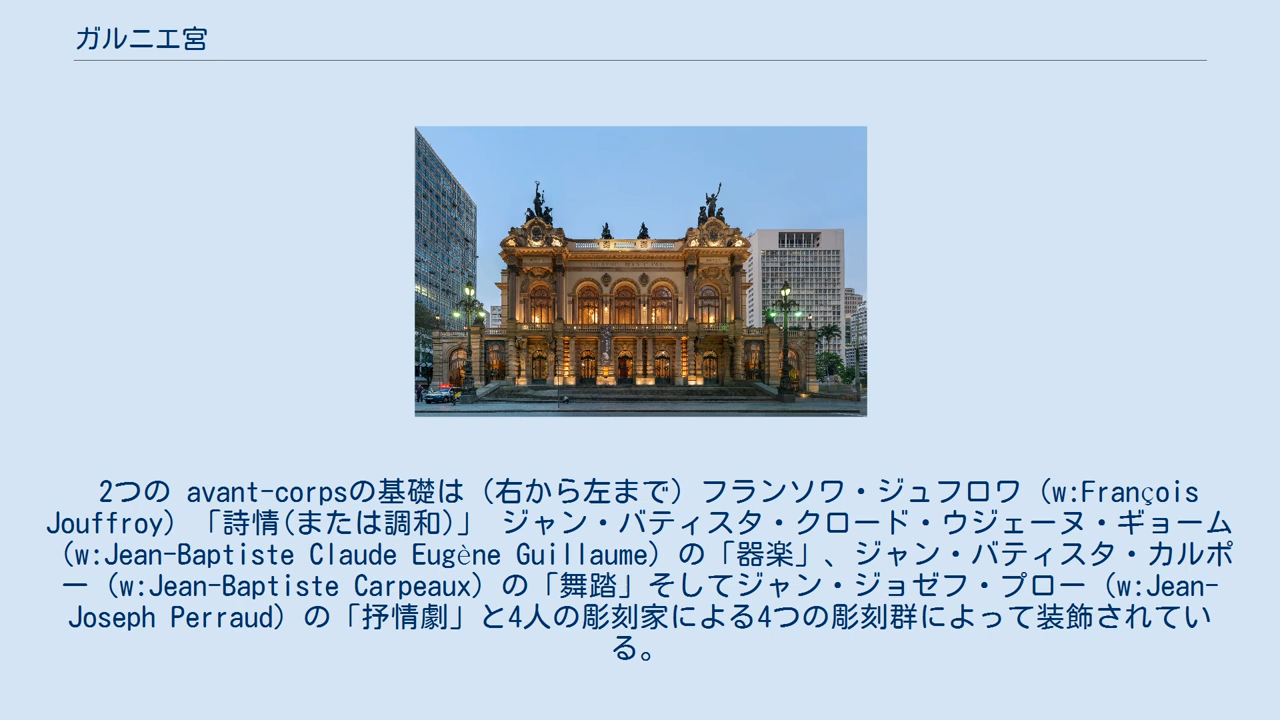 ガルニエ宮
2つの avant-corpsの基礎は（右から左まで）フランソワ・ジュフロワ（w:François
Jouffroy）「詩情(または調和)」 ジャン・バティスタ・クロード・ウジェーヌ・ギョーム
（w:Jean-Baptiste Claude Eugène Guillaume）の「器楽」、ジャン・バティスタ・カルポ
ー（w:Jean-Baptiste Carpeaux）の「舞踏」そしてジャン・ジョゼフ・プロー（w:Jean-
Joseph Perraud）の「抒情劇」と4人の彫刻家による4つの彫刻群によって装飾されてい
る。